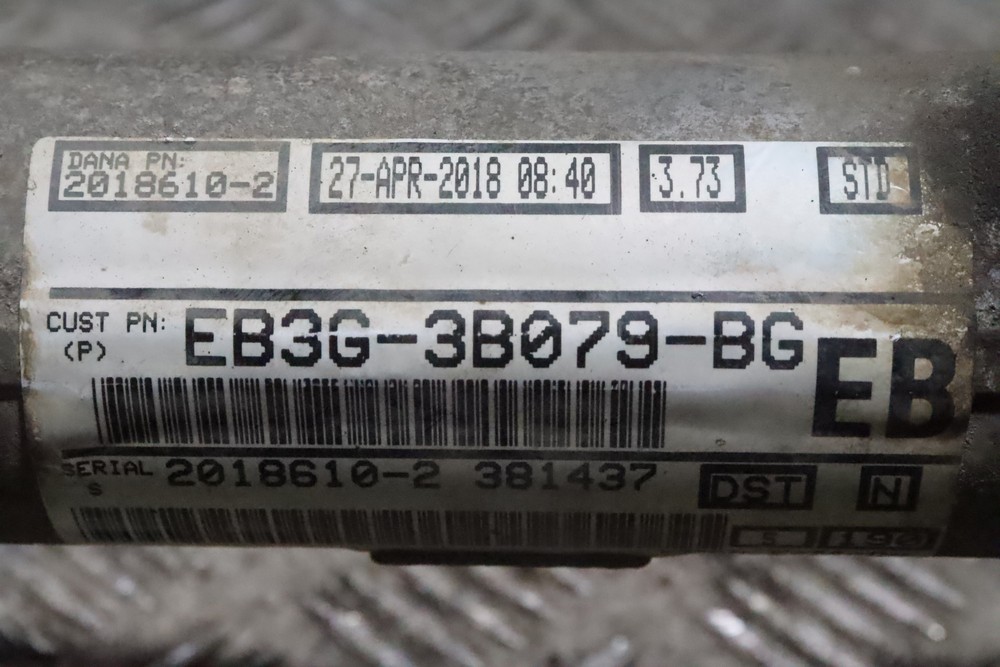 DANA PN:
2018610-2
27-APR-2018 08:40
3.73
STD
CUST PN: EB3G-3B079-BG
(P)
EB
SERIAL 2018610-2 381437
S
DST
N
S
190